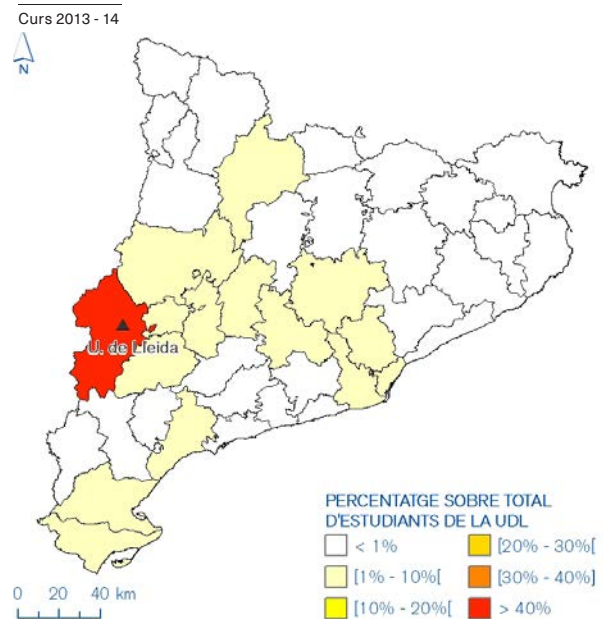 Curs 2013 - 14
N
U. de Lleida
PERCENTATGE SOBRE TOTAL
D'ESTUDIANTS DE LA UDL
< 1%
[20% - 30%[
[1% - 10%[
[30% - 40%]
[10% - 20%[
> 40%
0 20 40 km